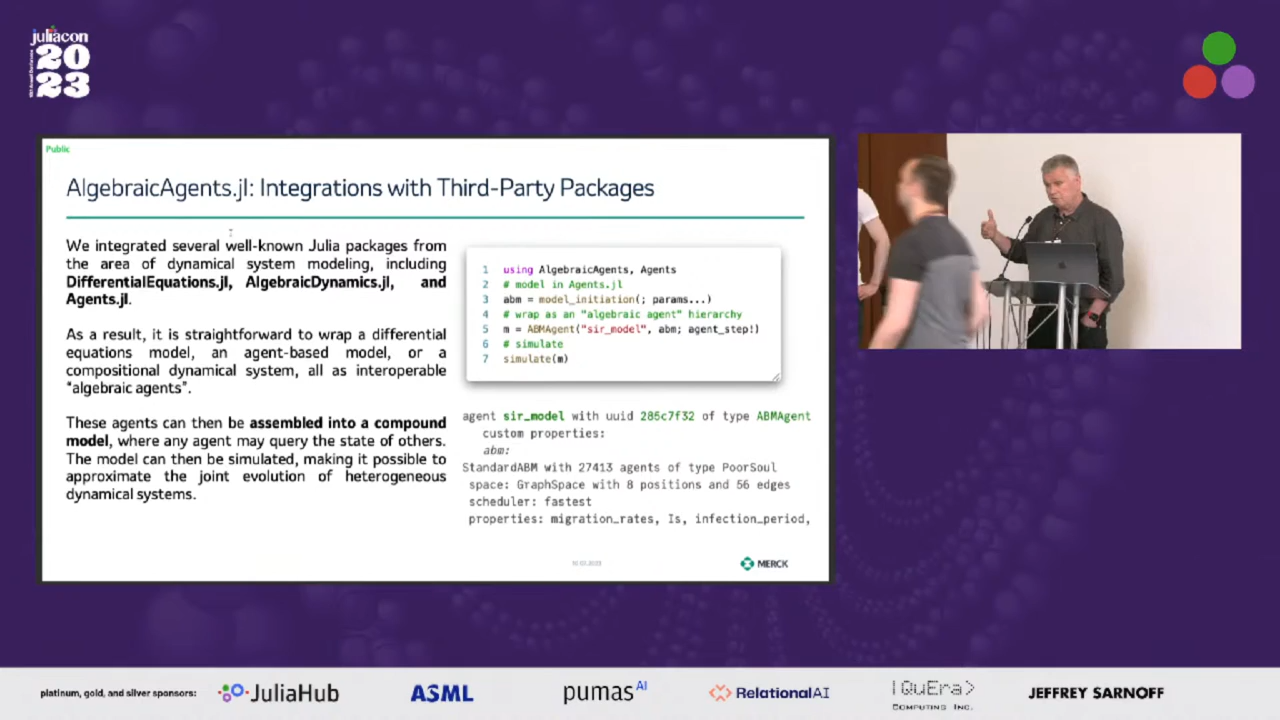 juliacon
20
23
Public
AlgebraicAgents.jl: Integrations with Third-Party Packages
We integrated several well-known Julia packages from
the area of dynamical system modeling, including
DifferentialEquations.jl, AlgebraicDynamics.jl, and
Agents.jl.
As a result, it is straightforward to wrap a differential
equations model, an agent-based model, or a
compositional dynamical system, all as interoperable
"algebraic agents".
These agents can then be assembled into a compound
model, where any agent may query the state of others.
The model can then be simulated, making it possible to
approximate the joint evolution of heterogeneous
dynamical systems.
1 using AlgebraicAgents, Agents
2 # model in Agents.jl
3 abm = model_initiation(; params...)
4 # wrap as an "algebraic agent" hierarchy
5 m = ABMAgent("sir_model", abm; agent_step!)
6 # simulate
7 simulate(m)
agent sir_model with uuid 285c7f32 of type ABMAgent
custom properties:
abm:
StandardABM with 27413 agents of type PoorSoul
space: GraphSpace with 8 positions and 56 edges
scheduler: fastest
properties: migration_rates, Is, infection_period,
MERCK
platinum, gold, and silver sponsors:
JuliaHub
ASML
pumas AI
RelationalAI
|QuEra>
COMPUTING INC.
JEFFREY SARNOFF